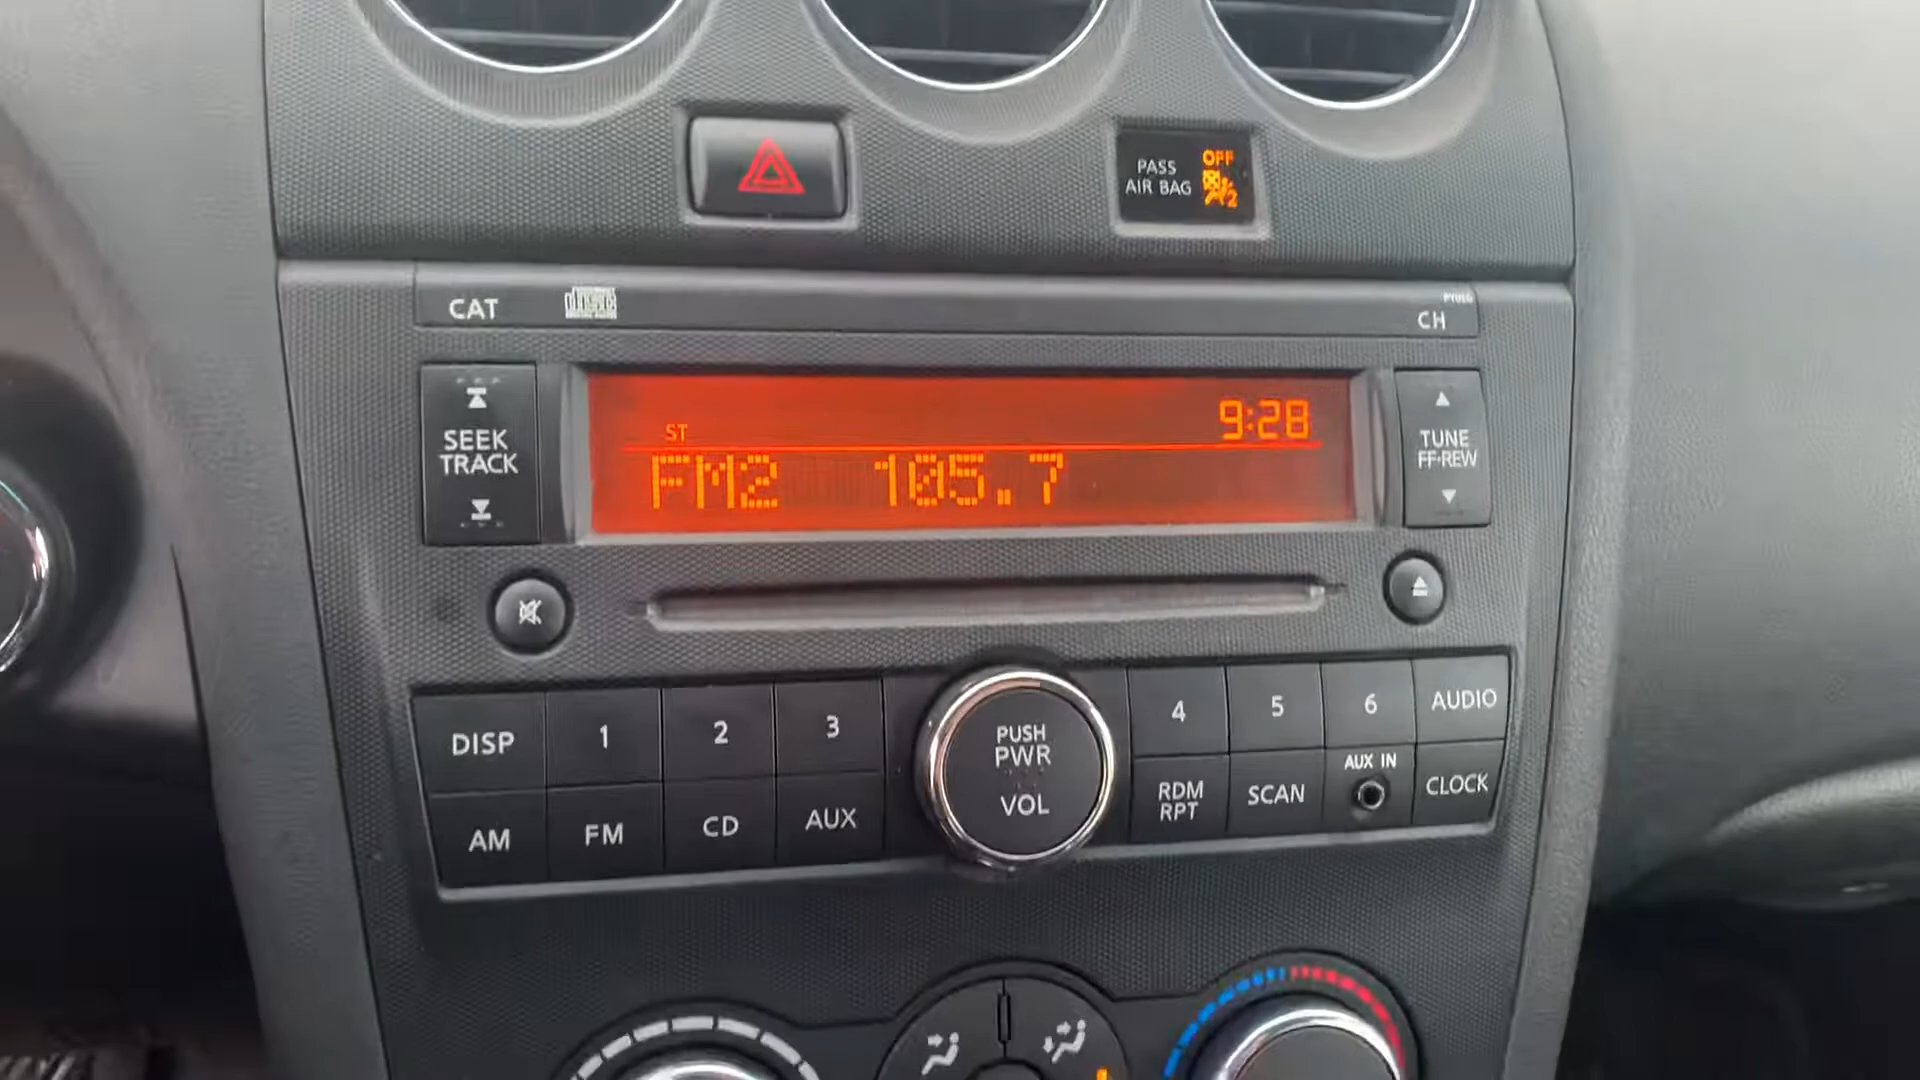 PASS
AIR BAG
OFF
2
CAT
CH
SEEK
TRACK
ST
9:28
FM2 105.7
TUNE
FF·REW
DISP
1
2
3
PUSH
PWR
VOL
4
5
6
AUDIO
AM
FM
CD
AUX
RDM
RPT
SCAN
AUX IN
CLOCK